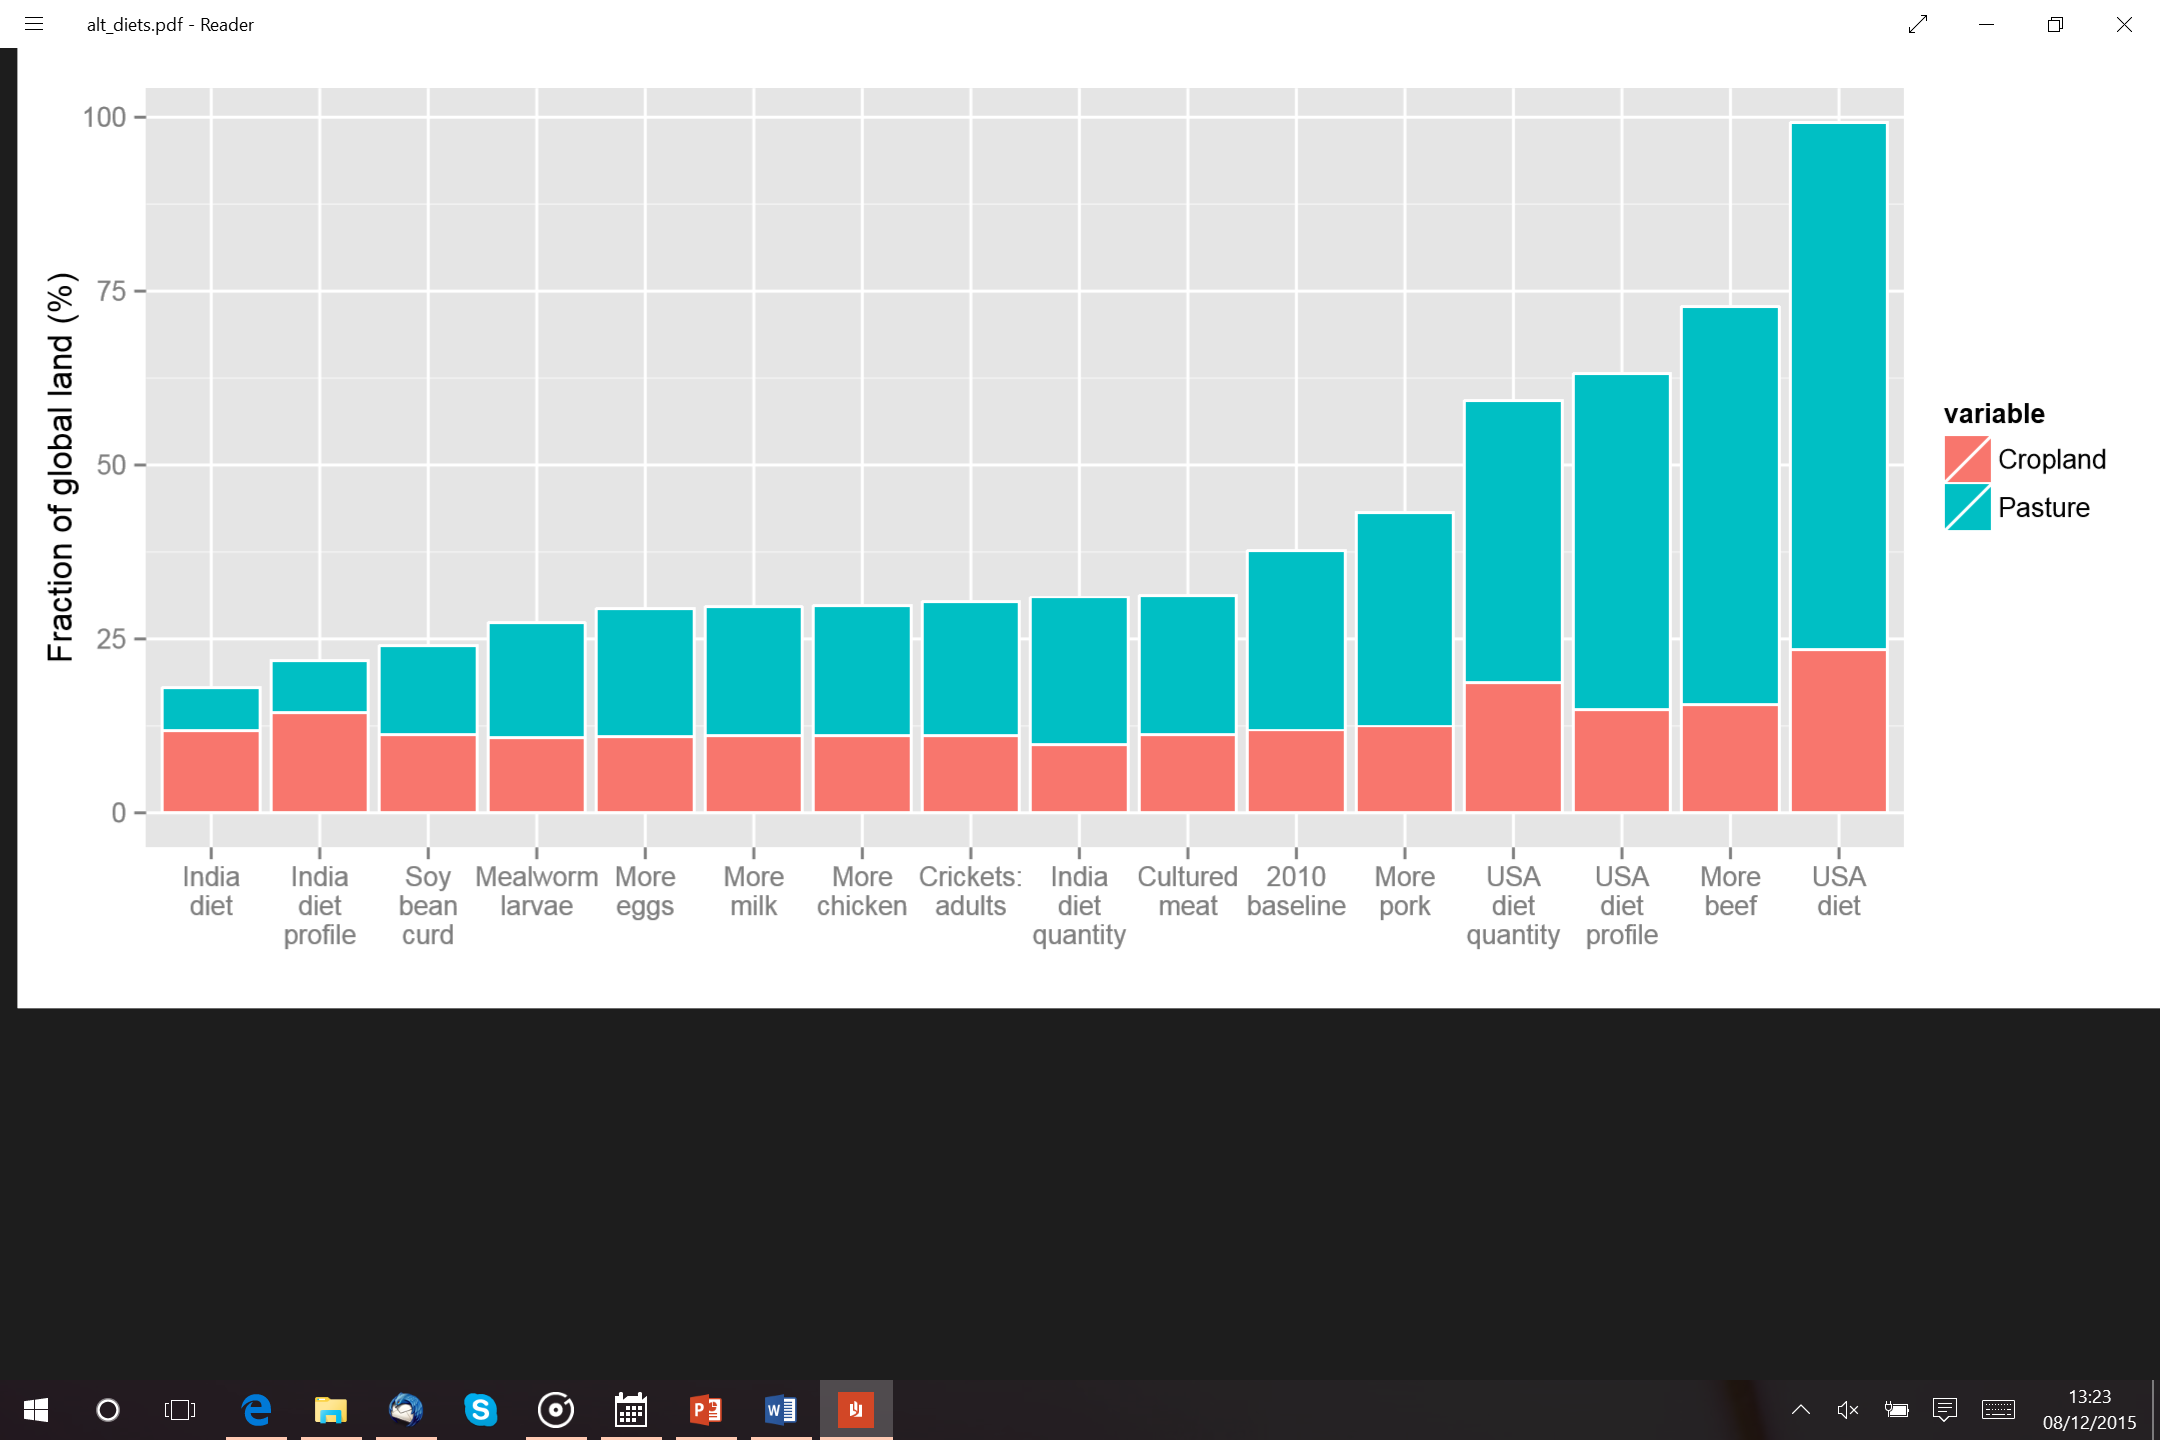 alt_diets.pdf - Reader
100
75
50
25
0
Fraction of global land (%)
India diet
India diet profile
Soy bean curd
Mealworm larvae
More eggs
More milk
More chicken
Crickets: adults
India diet quantity
Cultured meat
2010 baseline
More pork
USA diet quantity
USA diet profile
More beef
USA diet
variable
Cropland
Pasture
13:23
08/12/2015